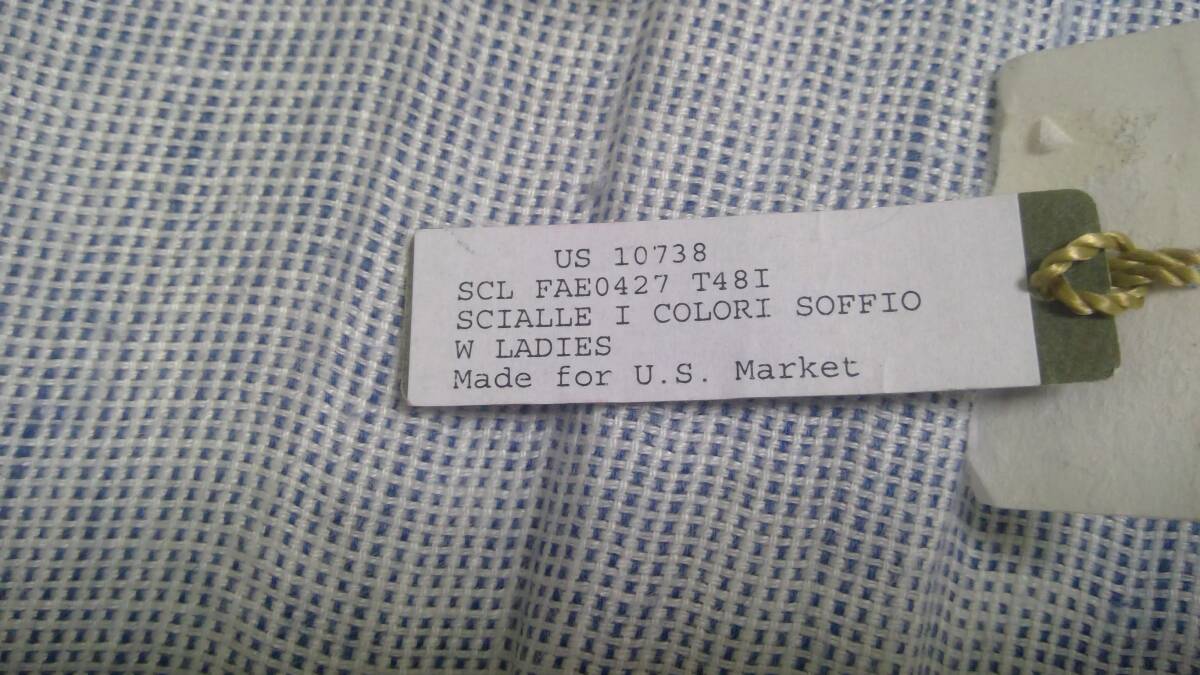 US 10738
SCL FAE0427 T48I
SCIALLE I COLORI SOFFIO
W LADIES
Made for U.S. Market